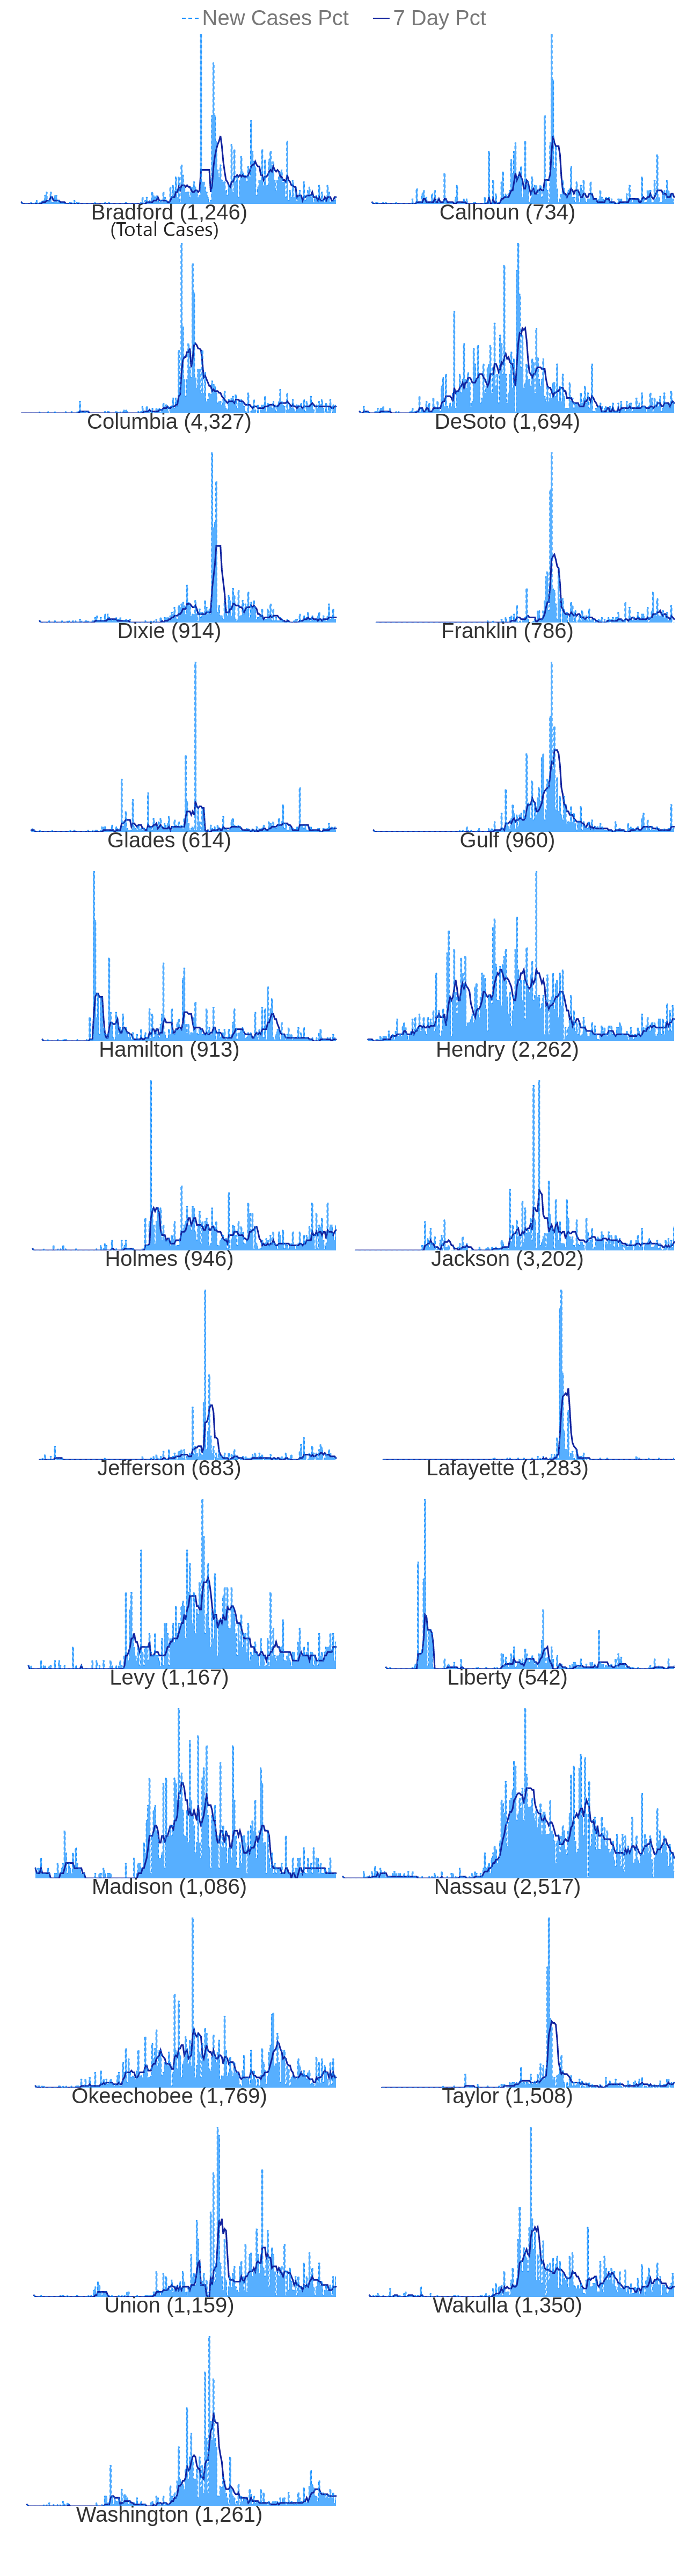 New Cases Pct 7 Day Pct
Bradford (1,246) Calhoun (734)
(Total Cases)
Columbia (4,327) DeSoto (1,694)
Dixie (914) Franklin (786)
Glades (614) Gulf (960)
Hamilton (913) Hendry (2,262)
Holmes (946) Jackson (3,202)
Jefferson (683) Lafayette (1,283)
Levy (1,167) Liberty (542)
Madison (1,086) Nassau (2,517)
Okeechobee (1,769) Taylor (1,508)
Union (1,159) Wakulla (1,350)
Washington (1,261)